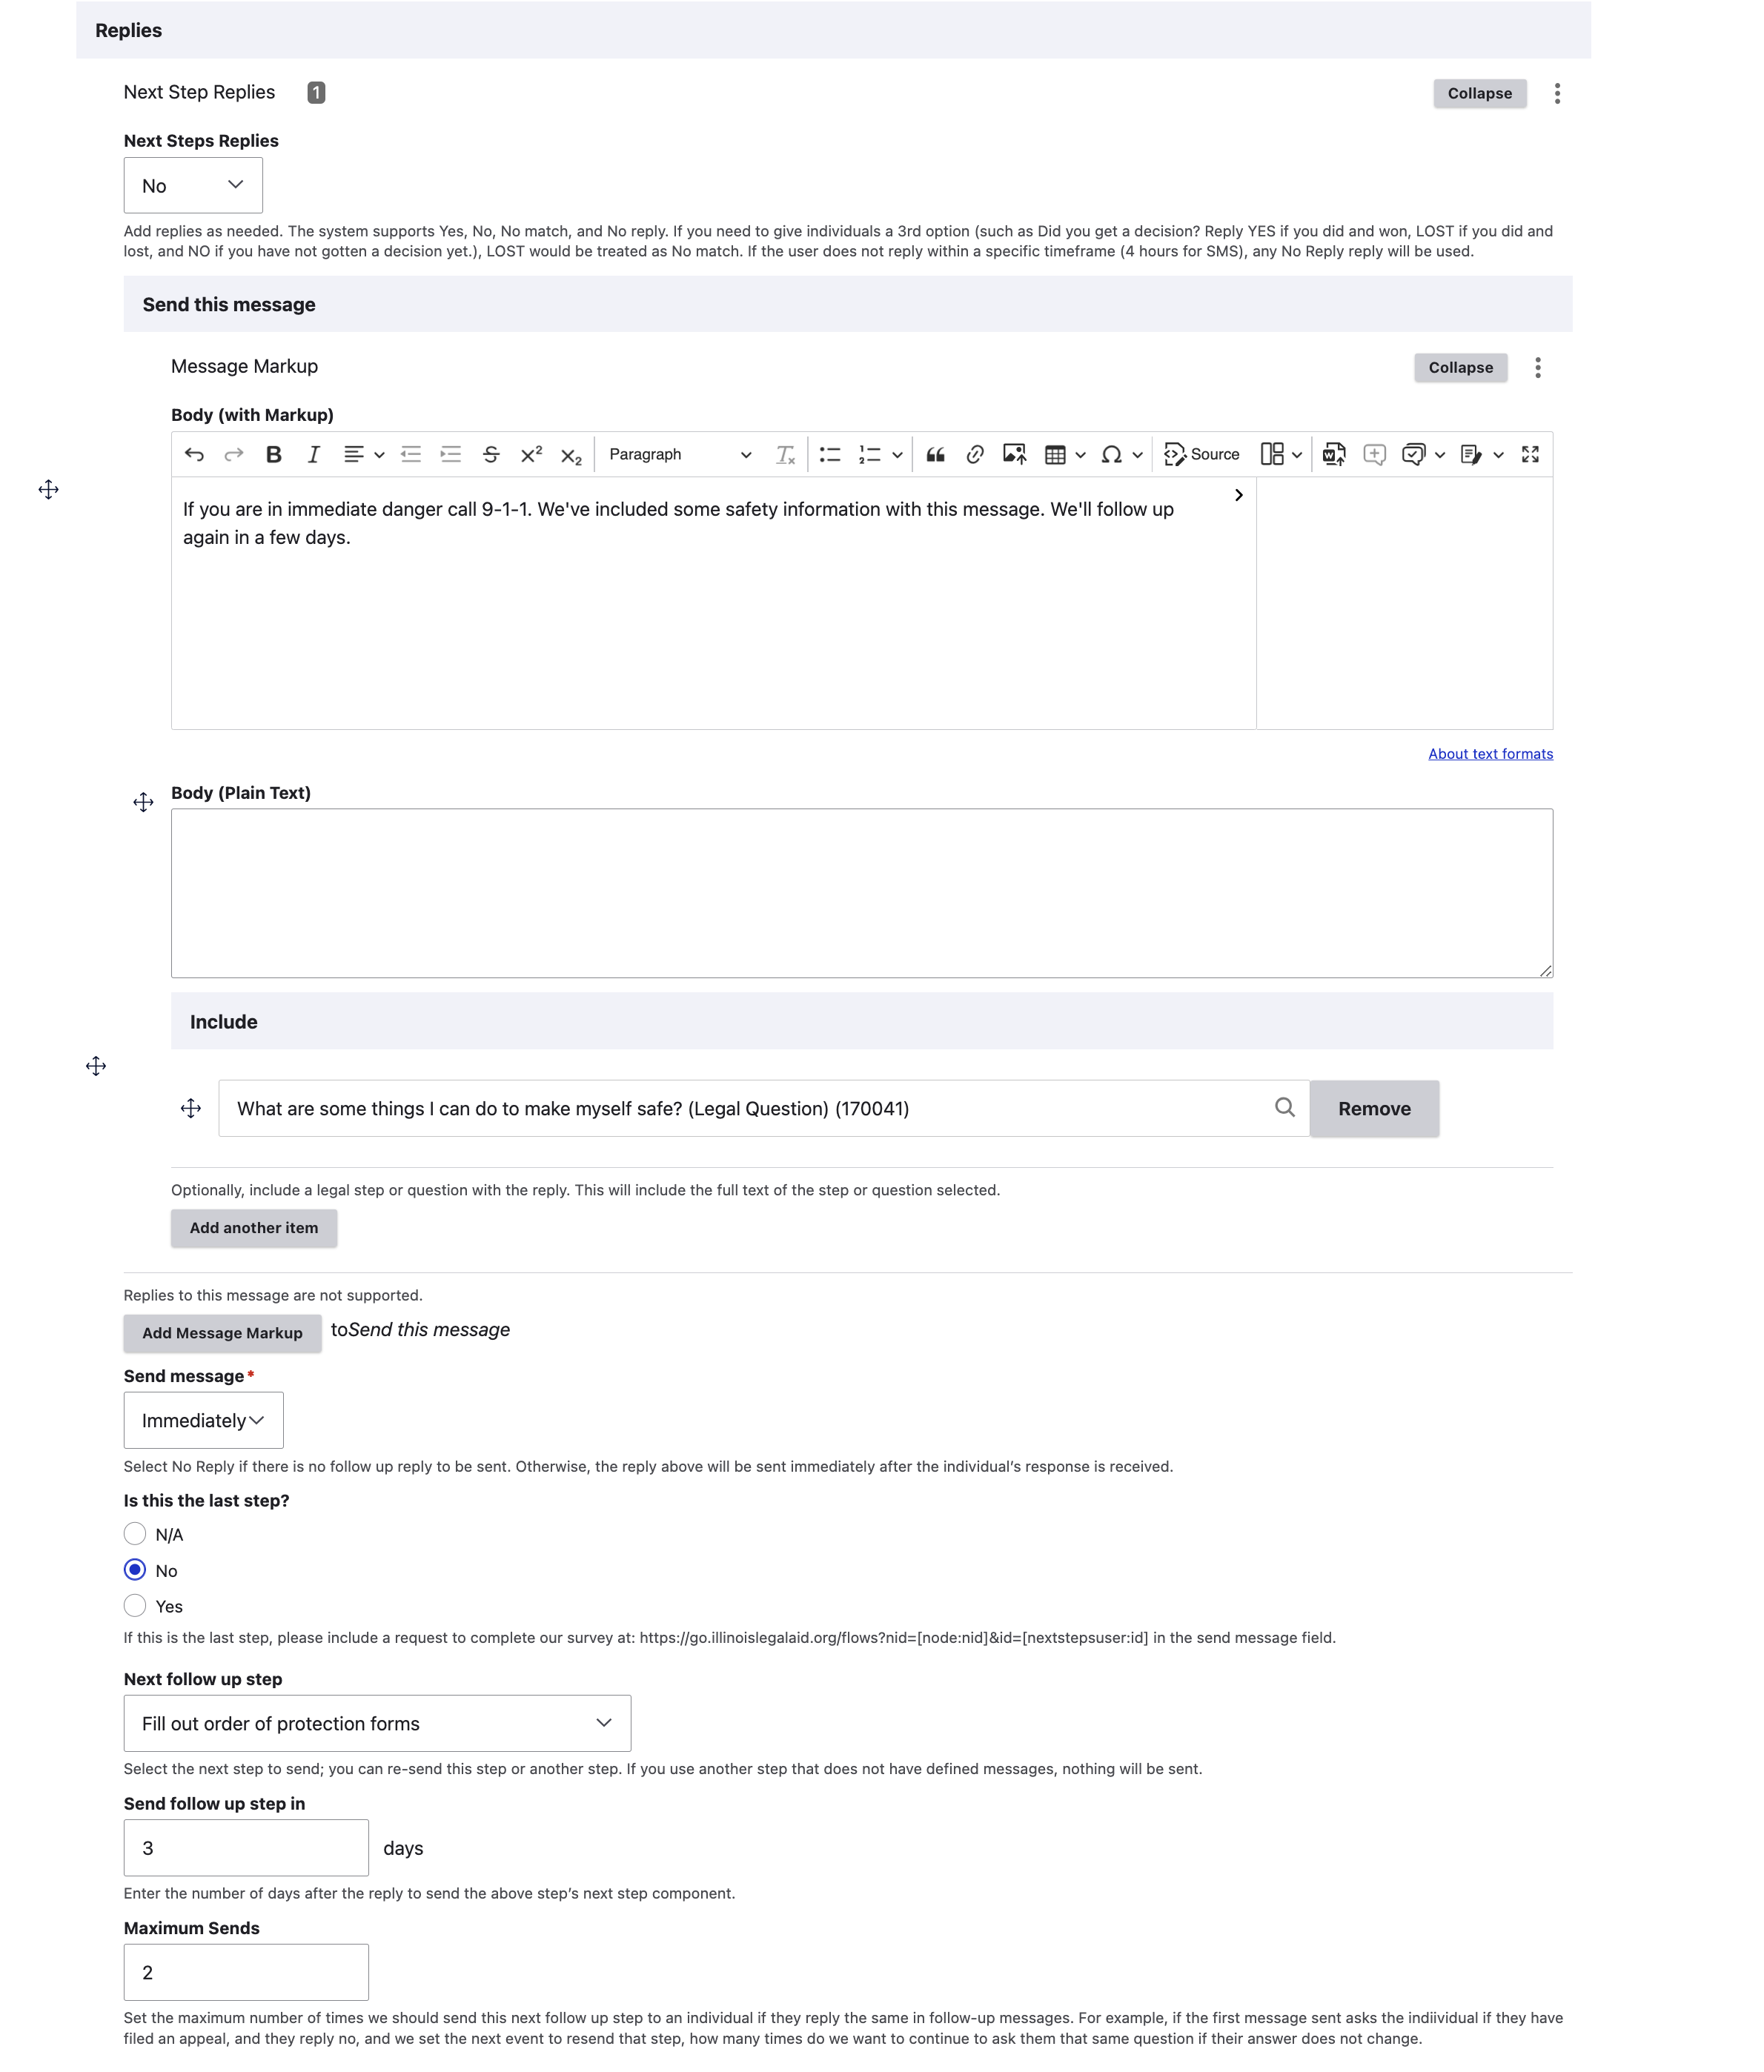 Replies
Next Step Replies 1 Collapse
Next Steps Replies
No
Add replies as needed. The system supports Yes, No, No match, and No reply. If you need to give individuals a 3rd option (such as Did you get a decision? Reply YES if you did and won, LOST if you did and
lost, and NO if you have not gotten a decision yet.), LOST would be treated as No match. If the user does not reply within a specific timeframe (4 hours for SMS), any No Reply reply will be used.
Send this message
Message Markup Collapse
Body (with Markup)
Paragraph Source
If you are in immediate danger call 9-1-1. We've included some safety information with this message. We'll follow up
again in a few days.
About text formats
Body (Plain Text)
Include
What are some things I can do to make myself safe? (Legal Question) (170041) Remove
Optionally, include a legal step or question with the reply. This will include the full text of the step or question selected.
Add another item
Replies to this message are not supported.
Add Message Markup toSend this message
Send message*
Immediately
Select No Reply if there is no follow up reply to be sent. Otherwise, the reply above will be sent immediately after the individual's response is received.
Is this the last step?
N/A
No
Yes
If this is the last step, please include a request to complete our survey at: https://go.illinoislegalaid.org/flows?nid=[node:nid]&id=[nextstepsuser:id] in the send message field.
Next follow up step
Fill out order of protection forms
Select the next step to send; you can re-send this step or another step. If you use another step that does not have defined messages, nothing will be sent.
Send follow up step in
3 days
Enter the number of days after the reply to send the above step's next step component.
Maximum Sends
2
Set the maximum number of times we should send this next follow up step to an individual if they reply the same in follow-up messages. For example, if the first message sent asks the indiividual if they have
filed an appeal, and they reply no, and we set the next event to resend that step, how many times do we want to continue to ask them that same question if their answer does not change.